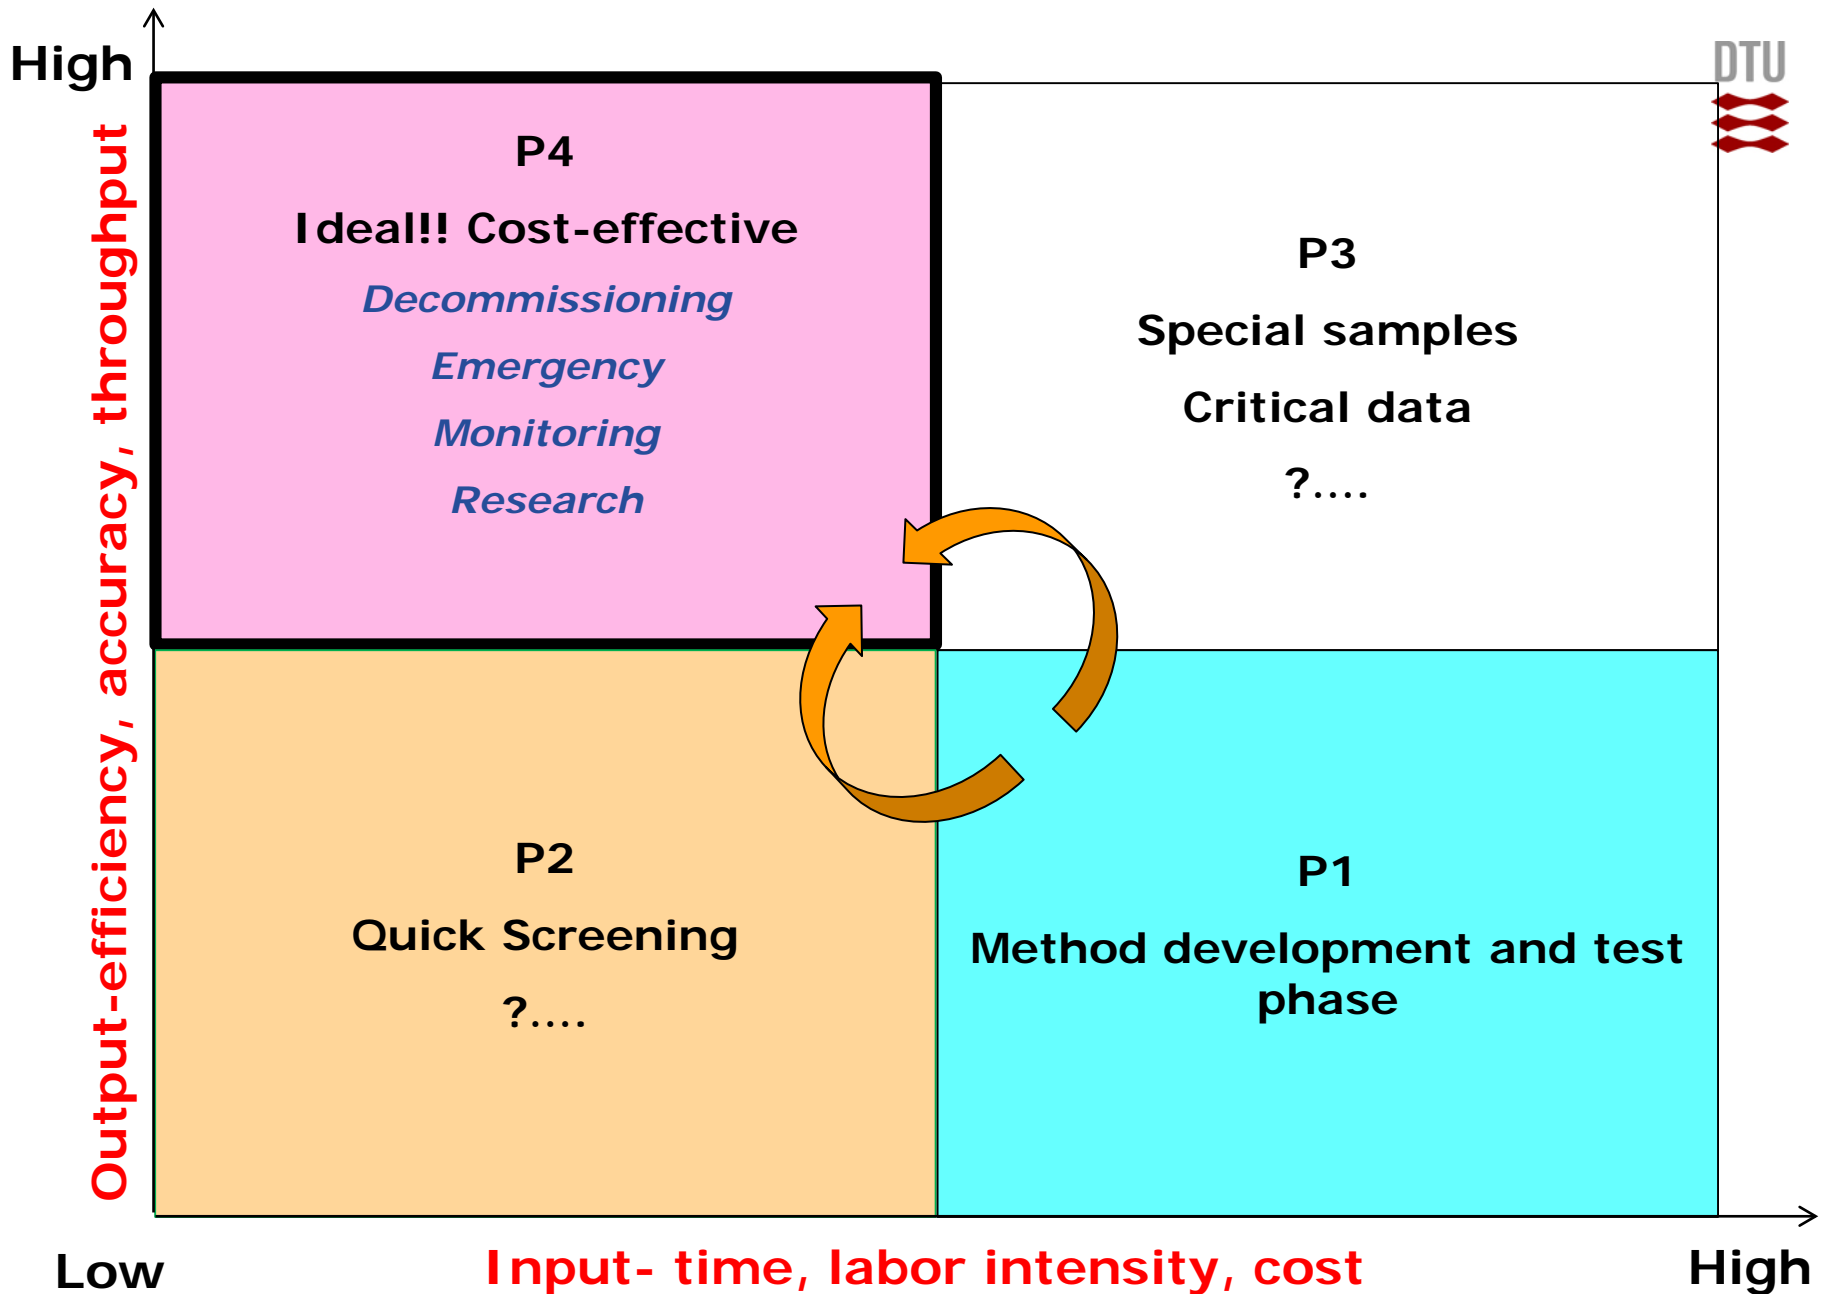 High
DTU
Output-efficiency, accuracy, throughput
P4
Ideal!! Cost-effective
Decommissioning
Emergency
Monitoring
Research
P3
Special samples
Critical data
?....
P2
Quick Screening
?....
P1
Method development and test
phase
Low
Input- time, labor intensity, cost
High